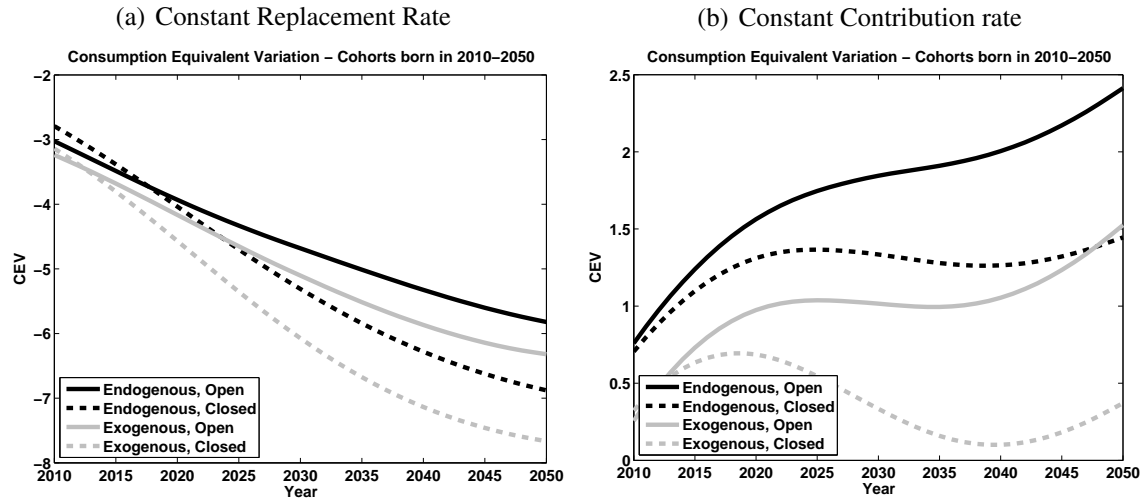 (a) Constant Replacement Rate
Consumption Equivalent Variation – Cohorts born in 2010–2050
CEV
−2
−3
−4
−5
−6
−7
−8
Endogenous, Open
Endogenous, Closed
Exogenous, Open
Exogenous, Closed
2010 2015 2020 2025 2030 2035 2040 2045 2050
Year
(b) Constant Contribution rate
Consumption Equivalent Variation – Cohorts born in 2010–2050
CEV
2.5
2
1.5
1
0.5
0
Endogenous, Open
Endogenous, Closed
Exogenous, Open
Exogenous, Closed
2010 2015 2020 2025 2030 2035 2040 2045 2050
Year